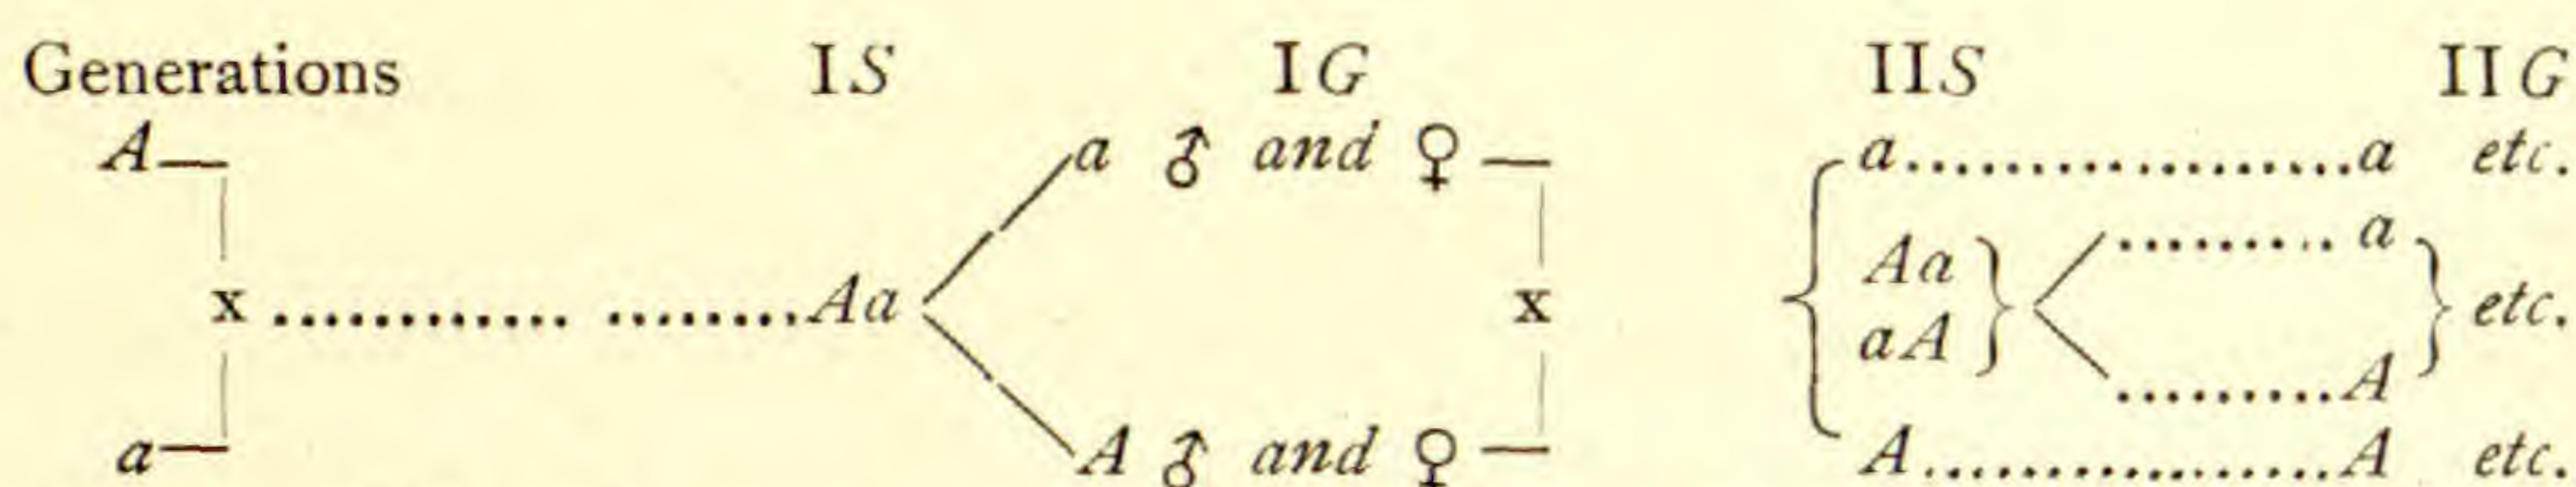 Generations IS IG IIS IIG
A a ♂ and ♀ a..................a etc.
Aa ......... a
x ............ ........Aa x etc.
aA
.........A
a A ♂ and ♀ A................A etc.